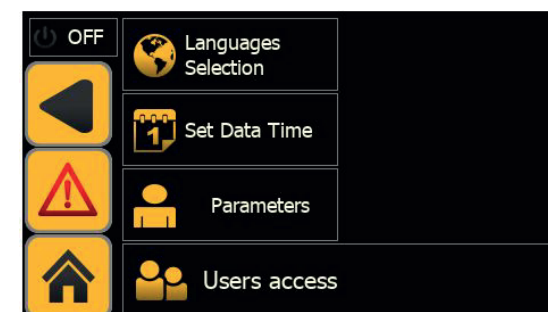 OFF
Languages
Selection
1
Set Data Time
Parameters
Users access